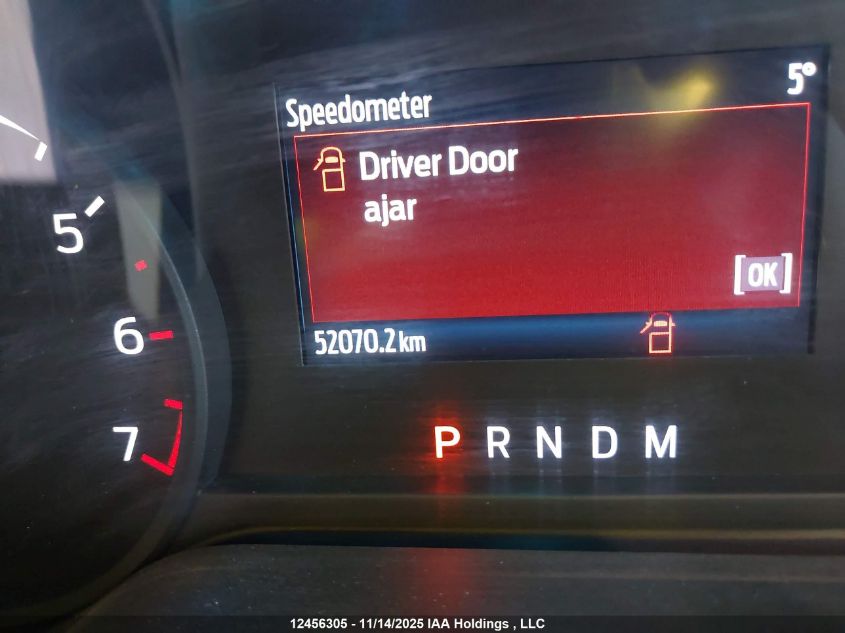 Speedometer 5°
Driver Door
ajar
[OK]
52070.2 km
5
6
7
P R N D M
12456305 - 11/14/2025 IAA Holdings , LLC